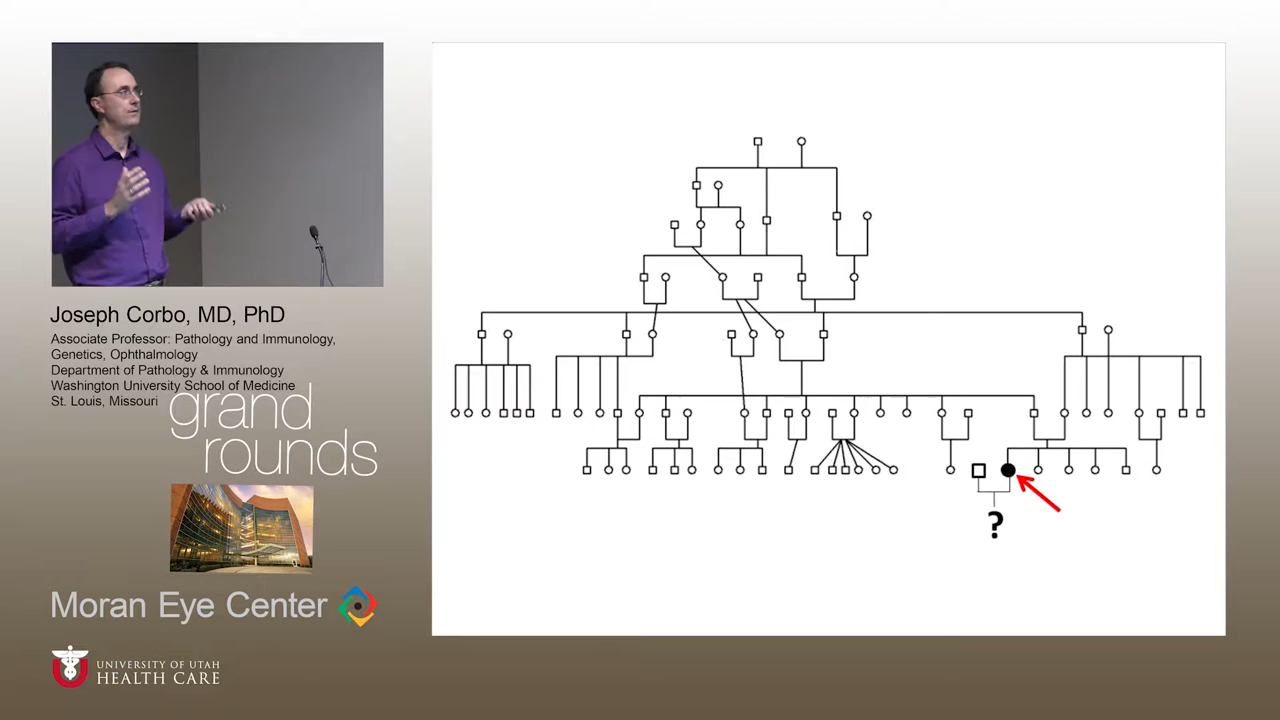 Joseph Corbo, MD, PhD
Associate Professor: Pathology and Immunology,
Genetics, Ophthalmology
Department of Pathology & Immunology
Washington University School of Medicine
St. Louis, Missouri
grand
rounds
Moran Eye Center
UNIVERSITY OF UTAH
HEALTH CARE
?